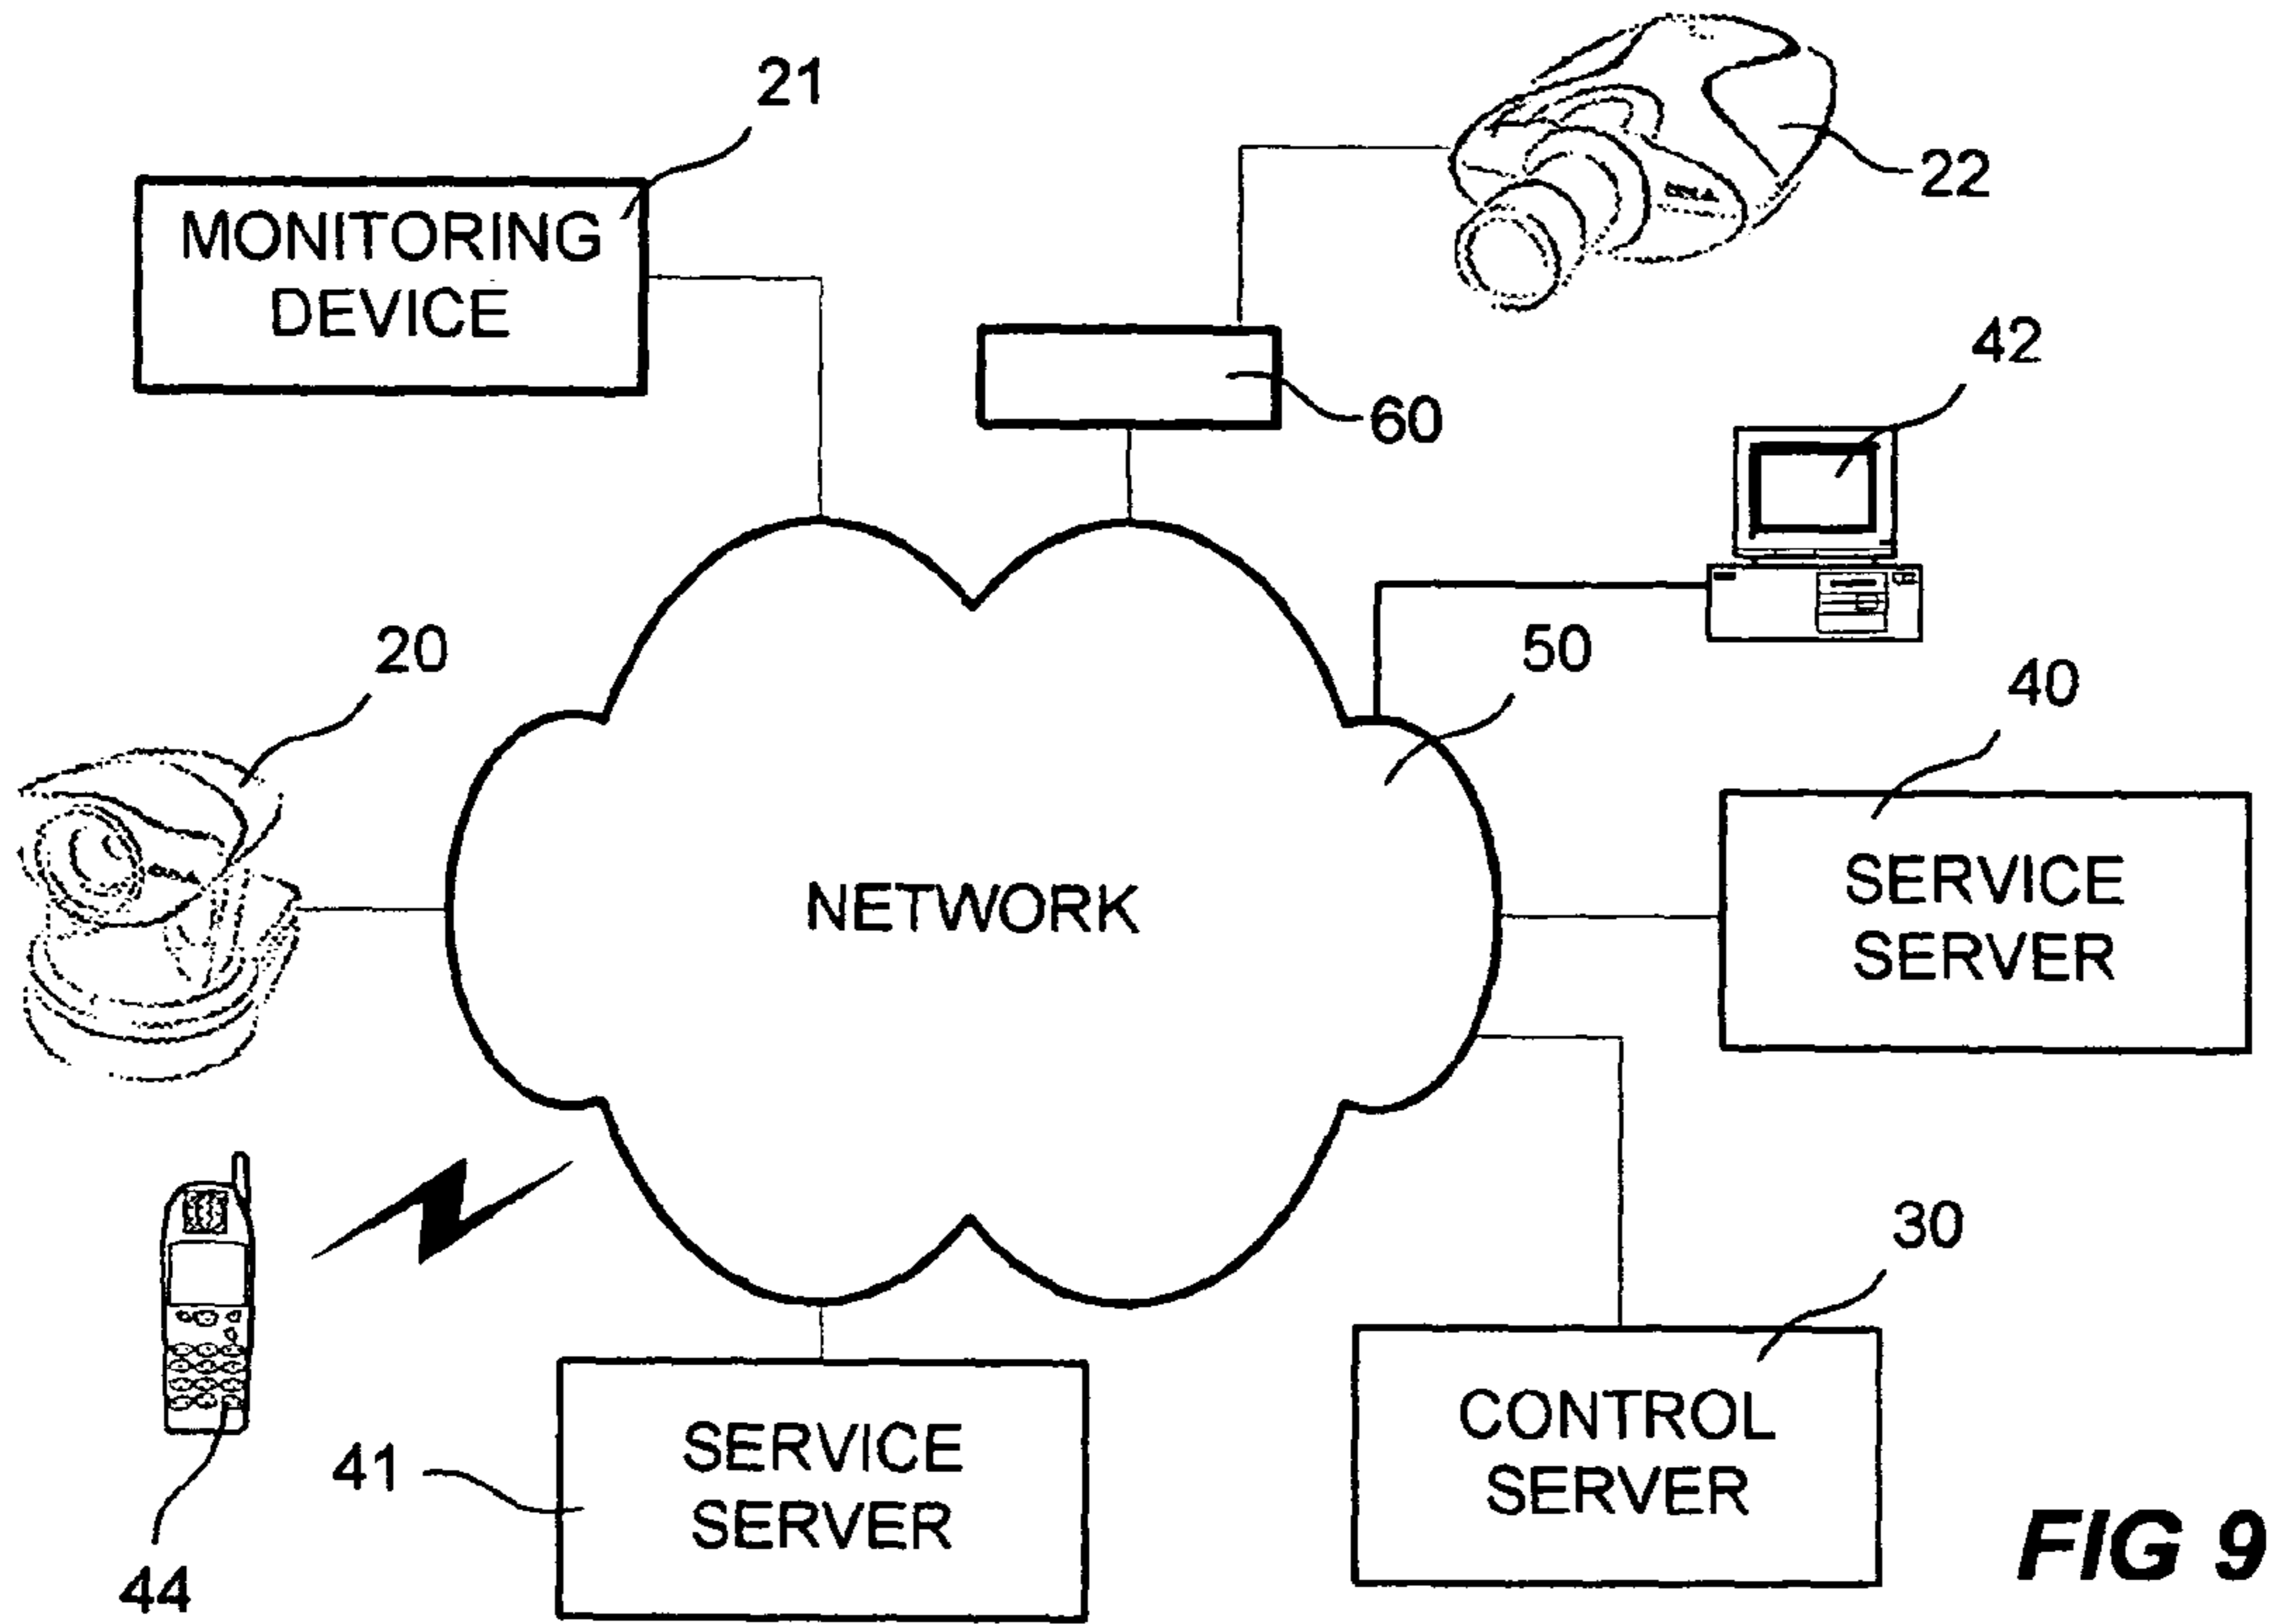 21
MONITORING
DEVICE
22
60
42
20
50
40
NETWORK
SERVICE
SERVER
30
CONTROL
SERVER
41
SERVICE
SERVER
44
FIG 9